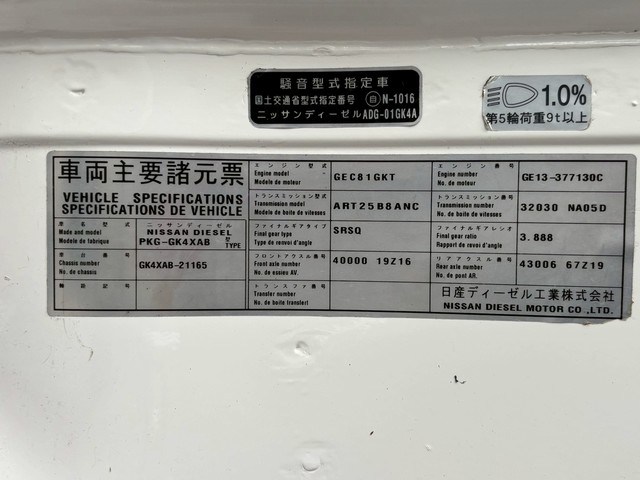 騒音型式指定車
国土交通省型式指定番号 自 N-1016
ニッサンディーゼル ADG-01GK4A
1.0%
第5輪荷重9t以上
車両主要諸元票
VEHICLE SPECIFICATIONS
SPECIFICATIONS DE VEHICLE
車名型式 ニッサンディーゼル
Make and model NISSAN DIESEL
Modele de fabrique PKG-GK4XAB 型 TYPE
車台番号
Chassis number GK4XAB-21165
No. de chassis
エンジン型式
Engine model GEC81GKT
Modele de moteur
トランスミッション型式
Transmission model ART25B8ANC
Modele de boite de vitesses
ファイナルギアタイプ
Final gear type SRSQ
Type de renvoi d'angle
フロントアクスル番号
Front axle number 40000 19Z16
No. de essieu AV.
トランスファ番号
Transfer number
No. de boite transferl
エンジン番号
Engine number GE13-377130C
No. de moteur
トランスミッション番号
Transmission number 32030 NA05D
No. de boite de vitesses
ファイナルギアレシオ
Final gear ratio 3.888
Rapport de renvoi d'angle
リアアクスル番号
Rear axle number 43006 67Z19
No. de pont AR.
日産ディーゼル工業株式会社
NISSAN DIESEL MOTOR CO.,LTD.